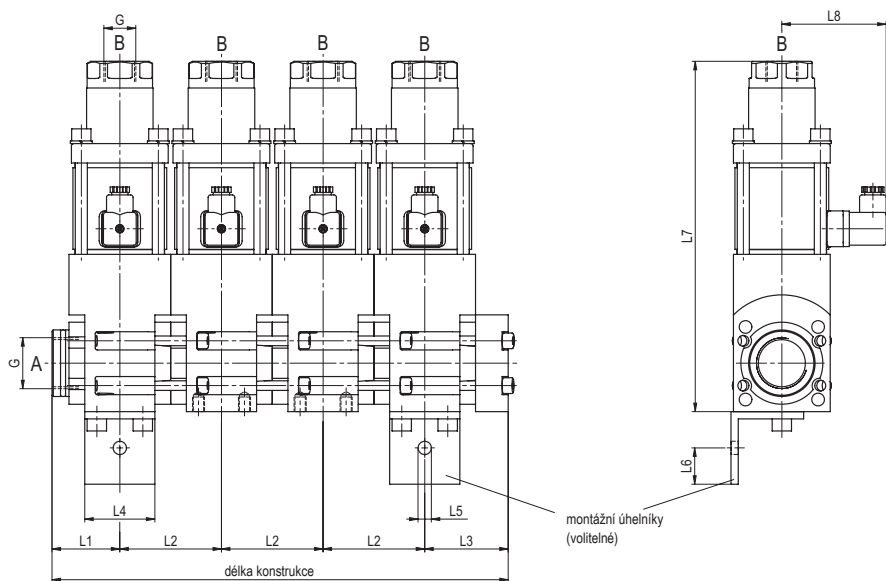 G
B
B
B
B
B
L8
L7
G
A
L6
L4
L5
montážní úhelníky
(volitelné)
L1
L2
L2
L2
L3
délka konstrukce